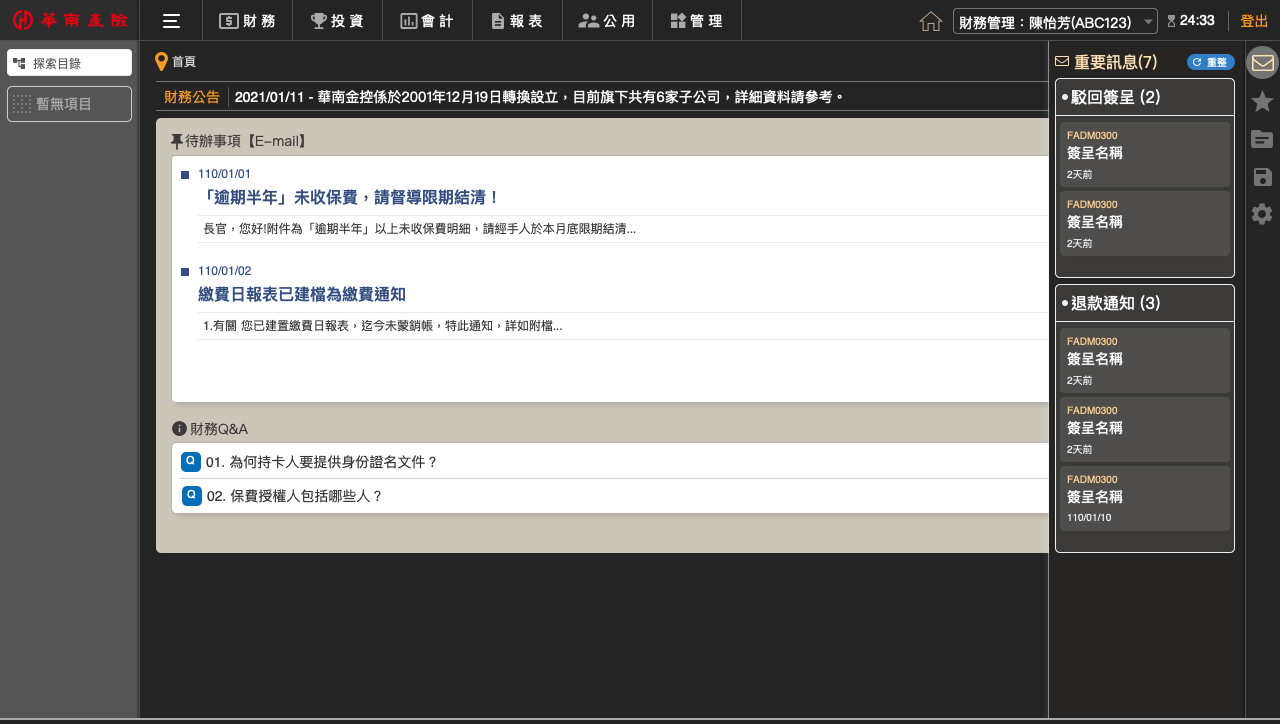 華南產險
財務
投資
會計
報表
公用
管理
財務管理：陳怡芳(ABC123)
24:33
登出
探索目錄
暫無項目
首頁
財務公告
2021/01/11 - 華南金控係於2001年12月19日轉換設立，目前旗下共有6家子公司，詳細資料請參考。
待辦事項【E-mail】
110/01/01
「逾期半年」未收保費，請督導限期結清！
長官，您好!附件為「逾期半年」以上未收保費明細，請經手人於本月底限期結清...
110/01/02
繳費日報表已建檔為繳費通知
1.有關 您已建置繳費日報表，迄今未蒙銷帳，特此通知，詳如附檔...
財務Q&A
Q 01. 為何持卡人要提供身份證名文件？
Q 02. 保費授權人包括哪些人？
重要訊息(7)
重整
駁回簽呈 (2)
FADM0300
簽呈名稱
2天前
FADM0300
簽呈名稱
2天前
退款通知 (3)
FADM0300
簽呈名稱
2天前
FADM0300
簽呈名稱
2天前
FADM0300
簽呈名稱
110/01/10